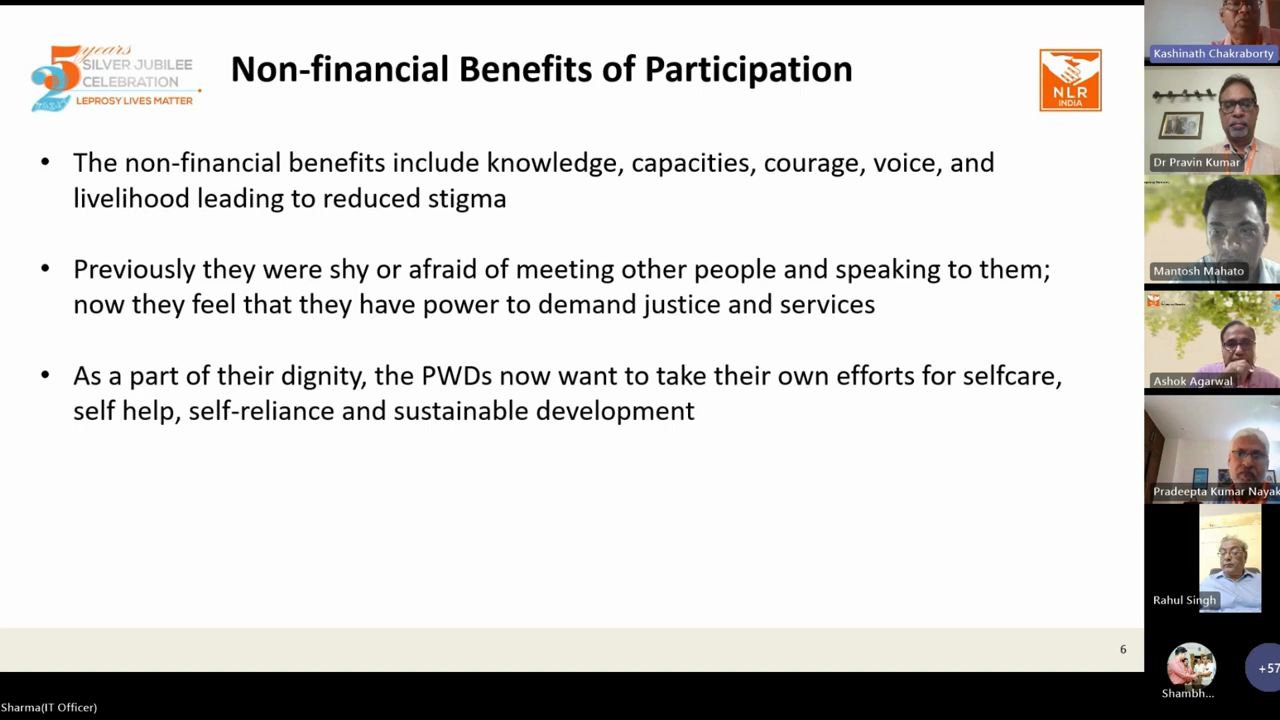 25 years
SILVER JUBILEE
CELEBRATION
LEPROSY LIVES MATTER
Non-financial Benefits of Participation
NLR
INDIA
• The non-financial benefits include knowledge, capacities, courage, voice, and
livelihood leading to reduced stigma
• Previously they were shy or afraid of meeting other people and speaking to them;
now they feel that they have power to demand justice and services
• As a part of their dignity, the PWDs now want to take their own efforts for selfcare,
self help, self-reliance and sustainable development
6
Kashinath Chakraborty
Dr Pravin Kumar
Mantosh Mahato
Ashok Agarwal
Pradeepta Kumar Nayak
Rahul Singh
Shambh...
+57
Sharma(IT Officer)